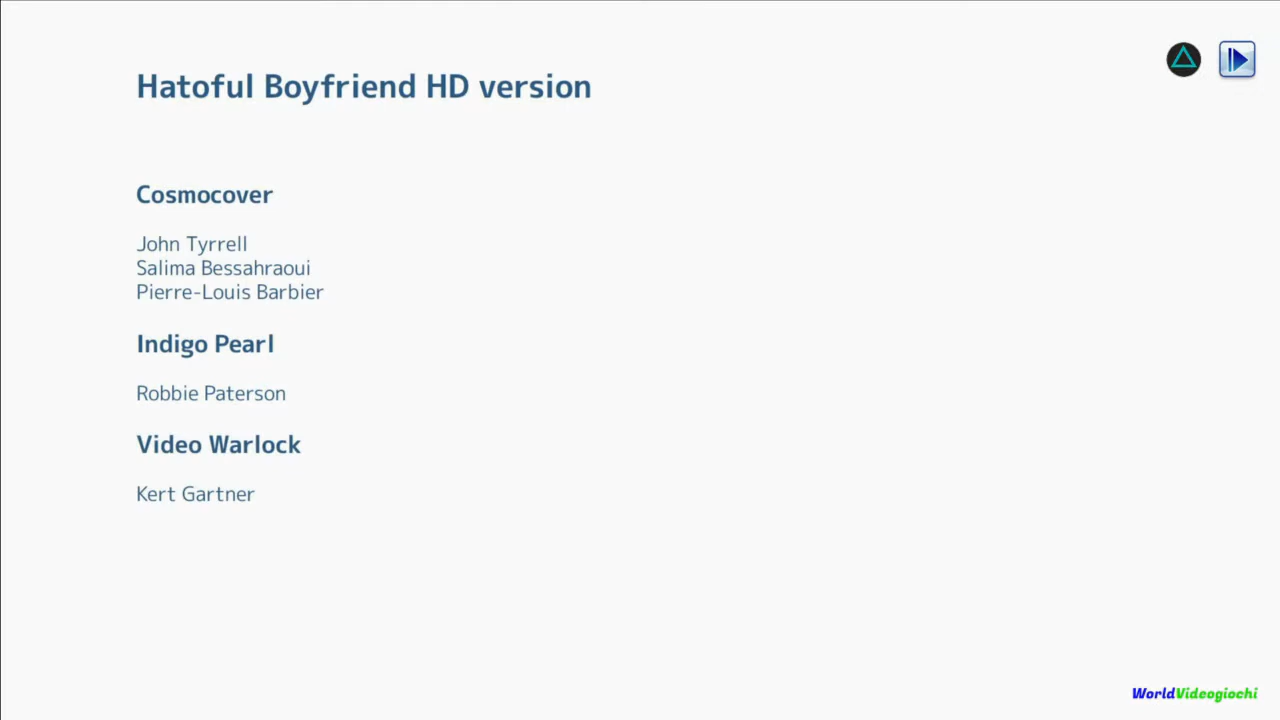 Hatoful Boyfriend HD version
Cosmocover
John Tyrrell
Salima Bessahraoui
Pierre-Louis Barbier
Indigo Pearl
Robbie Paterson
Video Warlock
Kert Gartner
WorldVideogiochi